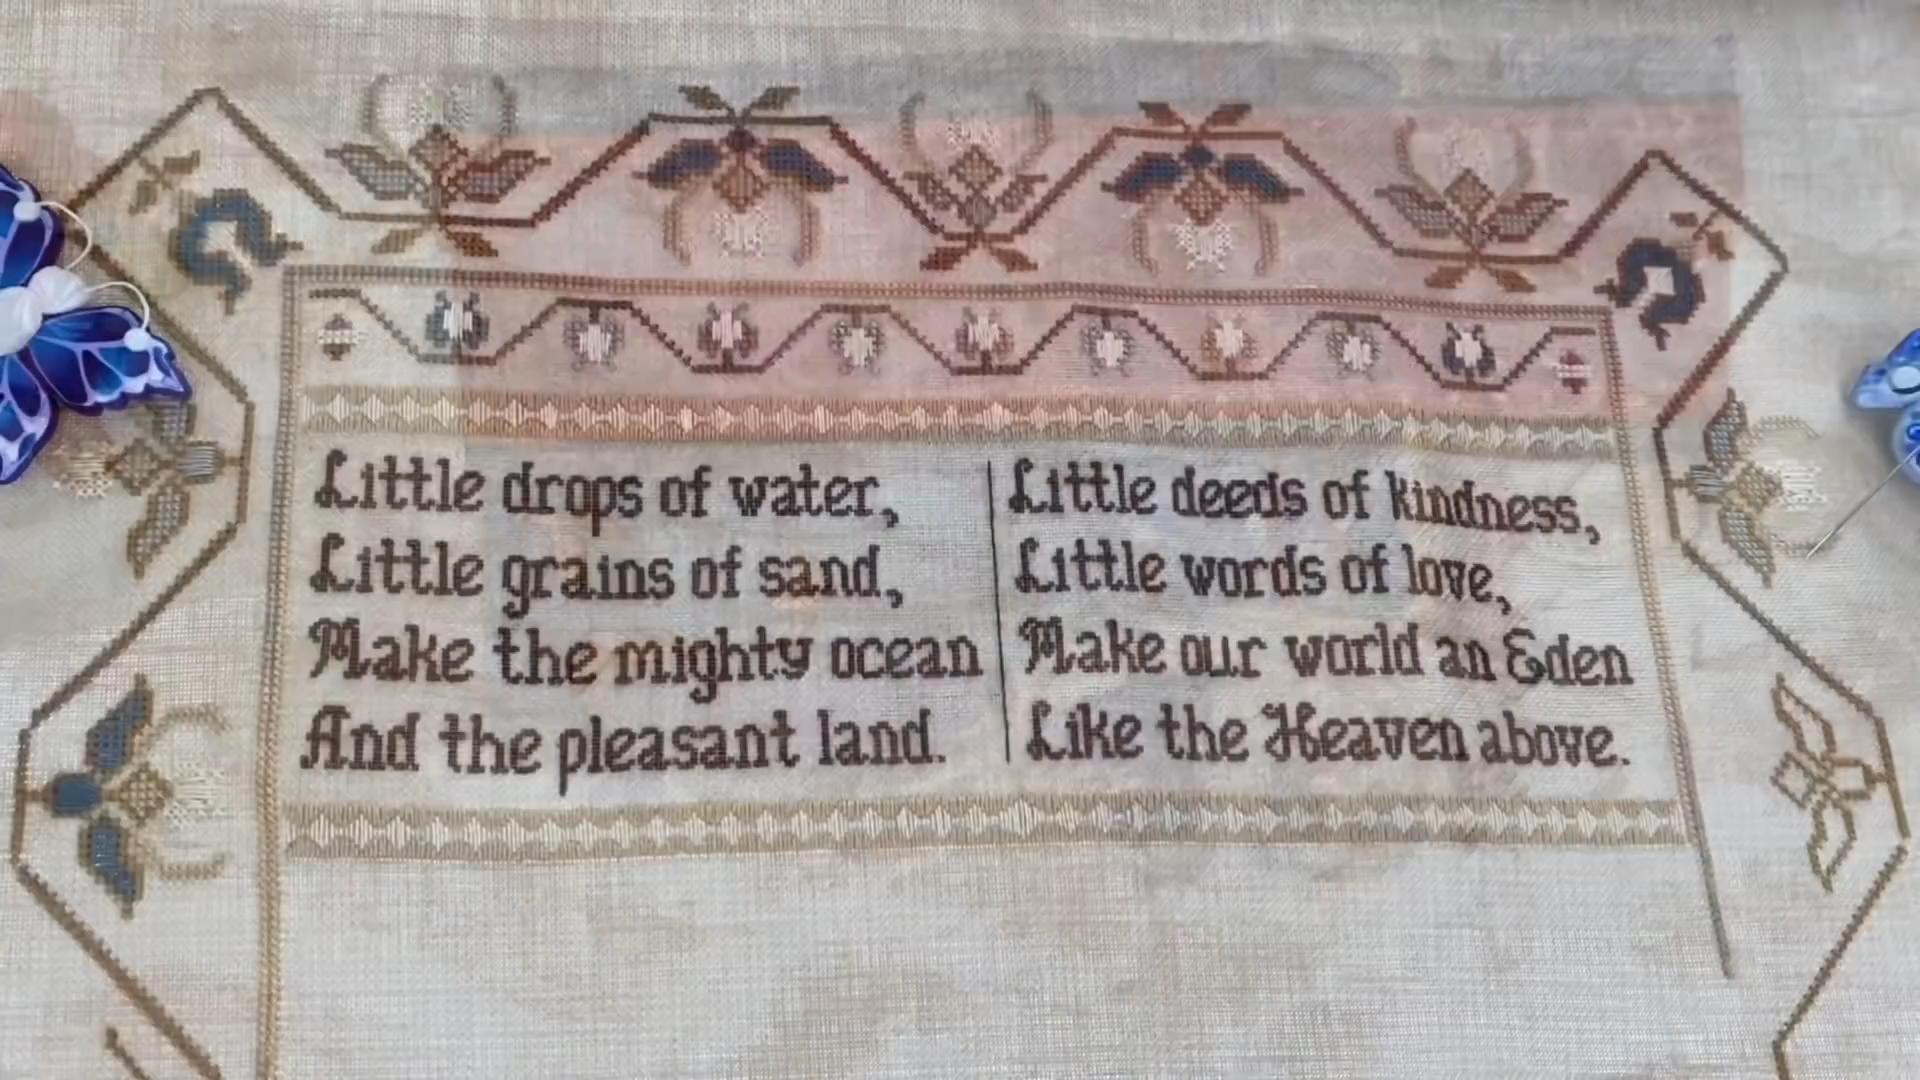 Little drops of water,
Little grains of sand,
Make the mighty ocean
And the pleasant land.
Little deeds of kindness,
Little words of love,
Make our world an Eden
Like the Heaven above.